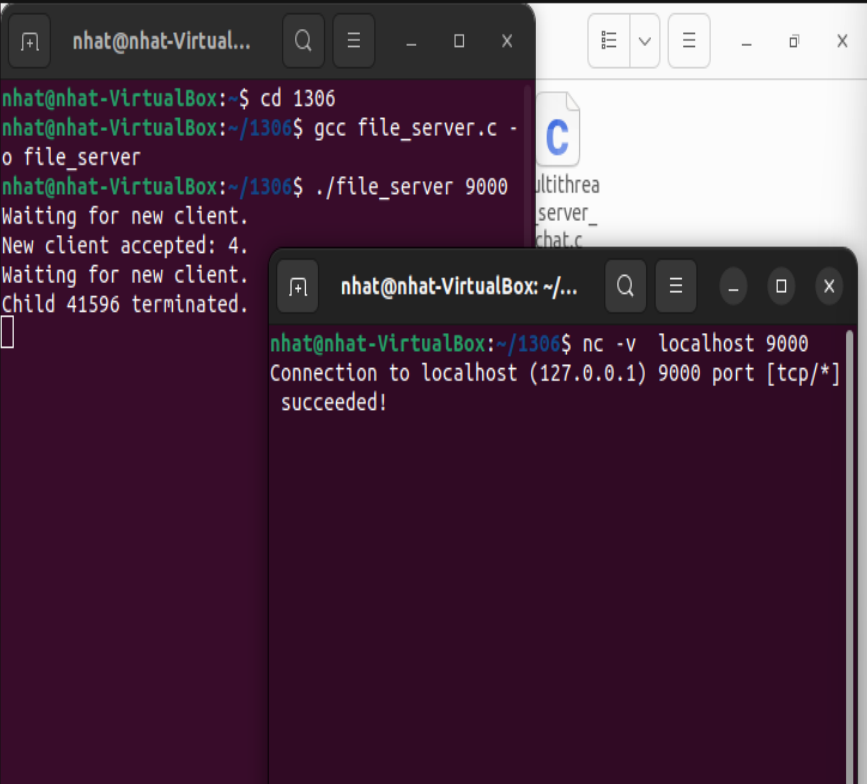 nhat@nhat-Virtual...
nhat@nhat-VirtualBox:~$ cd 1306
nhat@nhat-VirtualBox:~/1306$ gcc file_server.c -
o file_server
nhat@nhat-VirtualBox:~/1306$ ./file_server 9000
Waiting for new client.
New client accepted: 4.
Waiting for new client.
Child 41596 terminated.
C
ultithrea
_server_
chat.c
nhat@nhat-VirtualBox: ~/...
nhat@nhat-VirtualBox:~/1306$ nc -v  localhost 9000
Connection to localhost (127.0.0.1) 9000 port [tcp/*]
 succeeded!